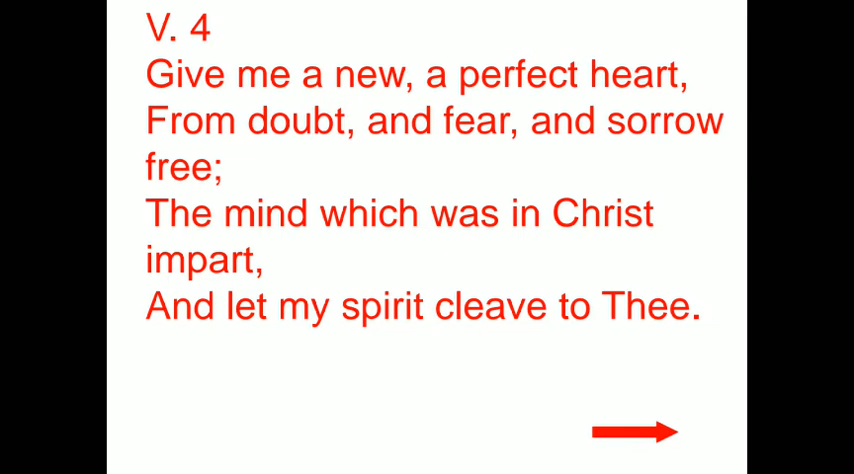 V. 4
Give me a new, a perfect heart,
From doubt, and fear, and sorrow
free;
The mind which was in Christ
impart,
And let my spirit cleave to Thee.